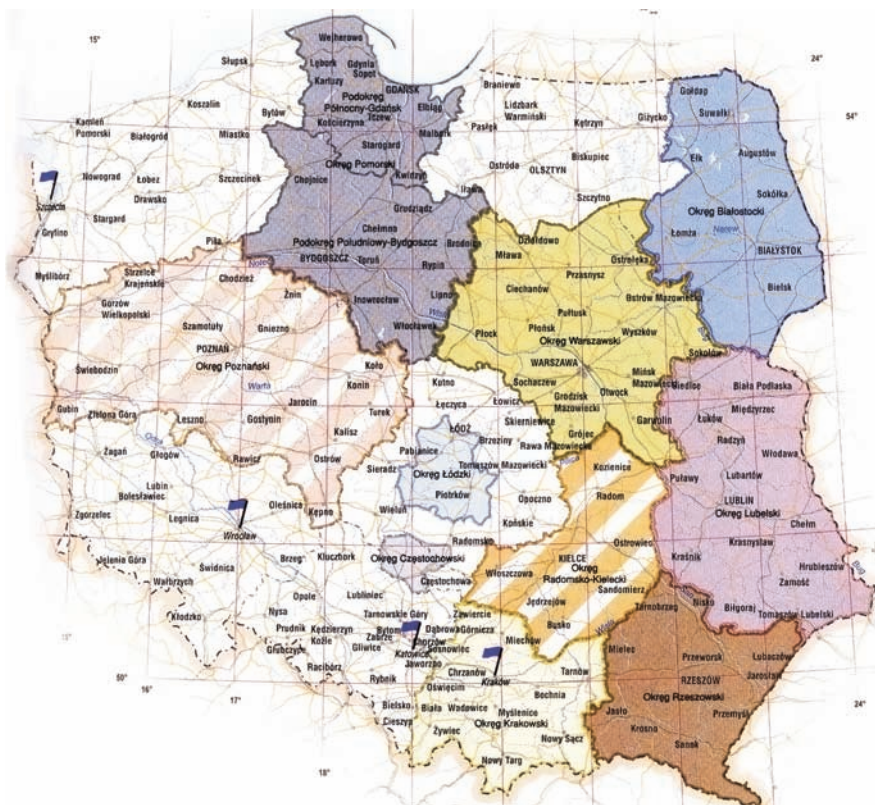 15°
24°
Wejherowo
Słupsk
Lębork
Gdynia
Sopot
Kartuzy
GDAŃSK
Podokręg
Północny-Gdańsk
Elbląg
Braniewo
Lidzbark
Warmiński
Gołdap
Suwałki
54°
Koszalin
Bytów
Kościerzyna
Tczew
Malbork
Pasłęk
Kętrzyn
Giżycko
Kamień
Pomorski
Białogród
Miastko
Starogard
Okręg Pomorski
Kwidzyn
Ostróda
OLSZTYN
Biskupiec
Ełk
Augustów
Szczecin
Nowograd
Łobez
Drawsko
Szczecinek
Chojnice
Iława
Szczytno
Sokółka
Stargard
Gryfino
Grudziądz
Chełmna
Okręg Białostocki
Łomża
Narew
BIAŁYSTOK
Piła
Podokręg Południowy-Bydgoszcz
Brodnica
Działdowo
Mława
Ostrołęka
Myślibórz
Strzelce
Krajeńskie
Chodzież
BYDGOSZCZ
Toruń
Rypin
Przasnysz
Ciechanów
Bielsk
Żnin
Inowrocław
Lipno
Ostrów Mazowiecka
Gorzów
Wielkopolski
Szamotuły
Gniezno
Włocławek
Płock
Płońsk
Pułtusk
Wyszków
Okręg Warszawski
POZNAŃ
Okręg Poznański
Sokołów
Świebodzin
Koło
Konin
Kutno
WARSZAWA
Sochaczew
Mińsk
Mazowiecki
Siedlce
Biała Podlaska
Warta
Jarocin
Łęczyca
Łowicz
Grodzisk
Mazowiecki
Otwock
Gubin
Zielona Góra
Leszno
Gostynin
Turek
Kalisz
Skierniewice
Garwolin
Łuków
Międzyrzec
ŁÓDŹ
Brzeziny
Rawa Mazowiecka
Grójec
Radzyń
Żagań
Głogów
Rawicz
Ostrów
Pabianice
Sieradz
Tomaszów Mazowiecki
Kozienice
Włodawa
Okręg Łódzki
Puławy
Lubartów
Lubin
Bolesławiec
Oleśnica
Kępno
Wieluń
Piotrków
Opoczno
Radom
LUBLIN
Okręg Lubelski
Zgorzelec
Legnica
Wrocław
Końskie
Chełm
Radomsko
Ostrowiec
Krasnystaw
Jelenia Góra
Świdnica
Brzeg
Kluczbork
Okręg Częstochowski
KIELCE
Okręg
Radomsko-Kielecki
Włoszczowa
Kraśnik
Hrubieszów
Bug
Wałbrzych
Częstochowa
Sandomierz
Zamość
Opole
Lubliniec
Jędrzejów
Tarnobrzeg
Nisko
Biłgoraj
Tomaszów Lubelski
Kłodzko
Nysa
Tarnowskie Góry
Zawiercie
Busko
Prudnik
Kędzierzyn
Koźle
Bytom
Zabrze
Gliwice
Chorzów
Dąbrowa
Górnicza
Miechów
Głubczyce
Katowice
Sosnowiec
Jaworzno
Mielec
Przeworsk
Lubaczów
50°
16°
17°
Racibórz
Rybnik
Chrzanów
Kraków
Tarnów
RZESZÓW
Jarosław
Oświęcim
Bochnia
Okręg Rzeszowski
24°
Bielsko
Biała
Cieszyn
Wadowice
Myślenice
Okręg Krakowski
Jasło
Przemyśl
Żywiec
Nowy Sącz
Krosno
Sanok
Nowy Targ
18°